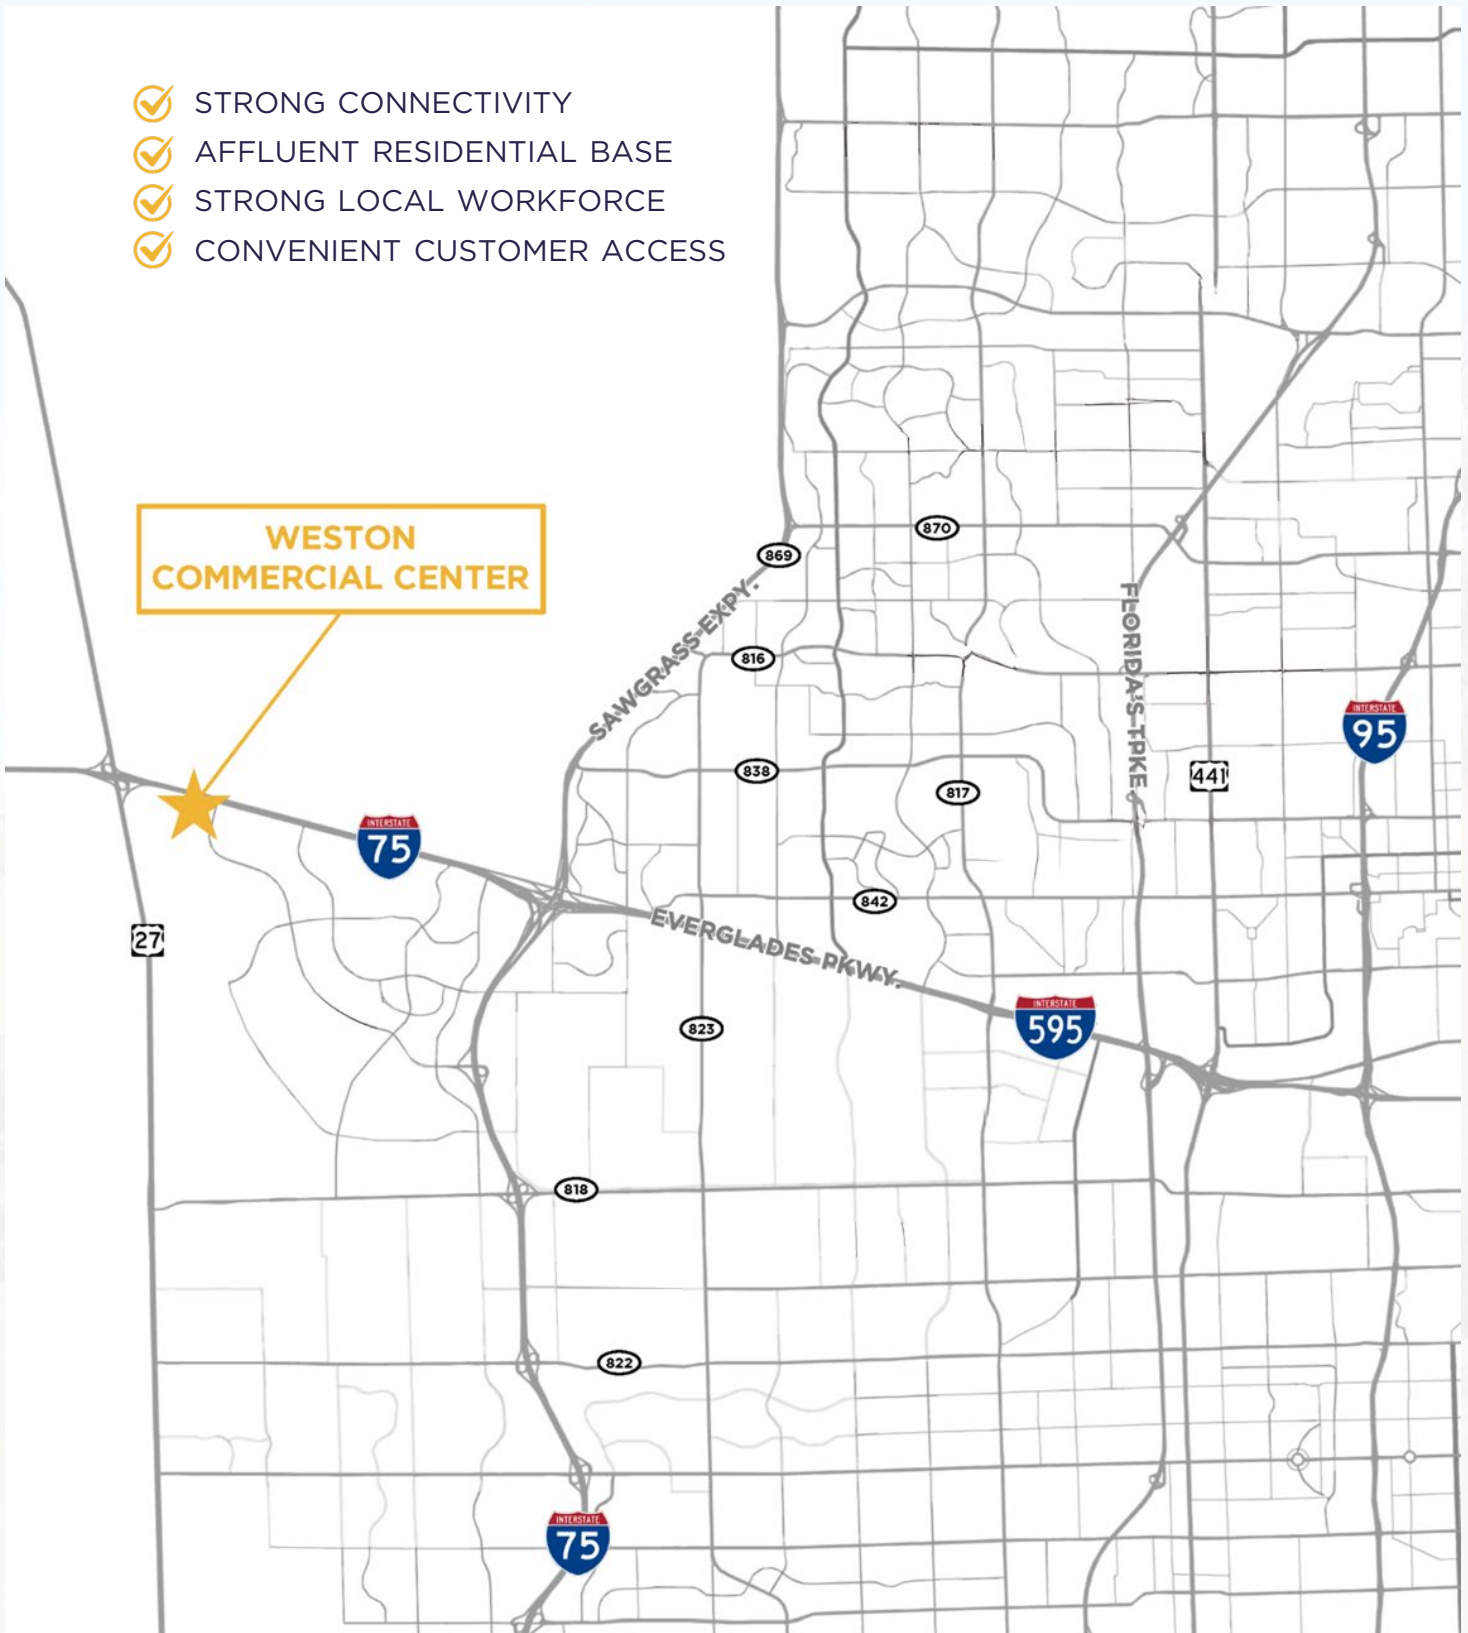 STRONG CONNECTIVITY
AFFLUENT RESIDENTIAL BASE
STRONG LOCAL WORKFORCE
CONVENIENT CUSTOMER ACCESS
WESTON
COMMERCIAL CENTER
870
869
SAWGRASS EXPY.
FLORIDA'S TPKE.
816
INTERSTATE
95
838
441
817
INTERSTATE
75
842
EVERGLADES PKWY.
27
INTERSTATE
595
823
818
822
INTERSTATE
75